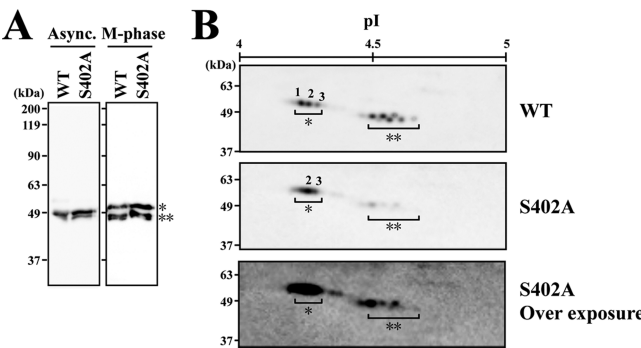 A
Async. M-phase
WT
S402A
WT
S402A
(kDa)
200
119
90
63
49
37
*
**
B
pI
4 4.5 5
(kDa)
63
49
37
1 2 3
*
**
WT
63
49
37
2 3
*
**
S402A
63
49
37
*
**
S402A
Over exposure